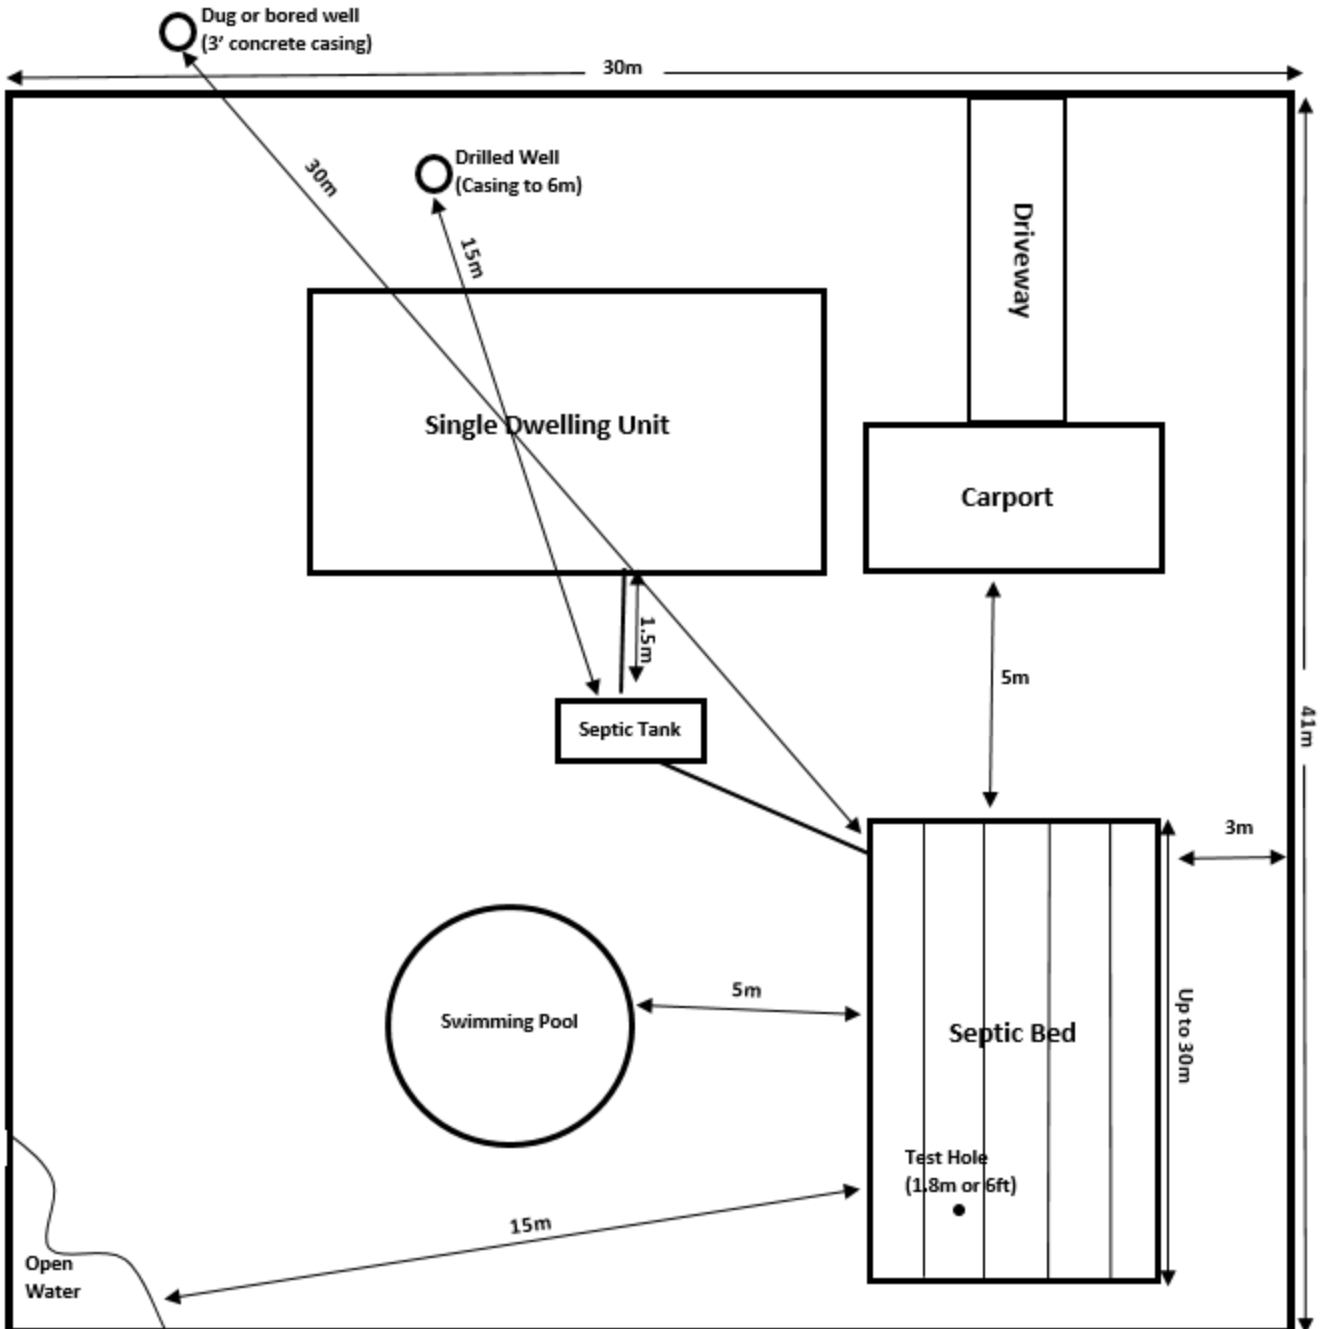 Dug or bored well
(3' concrete casing)
30m
30m
Drilled Well
(Casing to 6m)
15m
Driveway
Single Dwelling Unit
Carport
1.5m
5m
Septic Tank
41m
3m
5m
Swimming Pool
Septic Bed
Up to 30m
Test Hole
(1.8m or 6ft)
15m
Open
Water